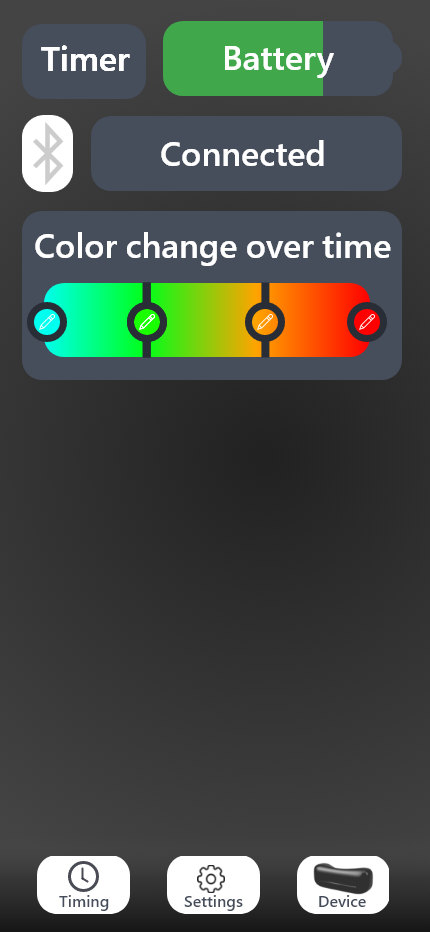 Timer
Battery
Connected
Color change over time
Timing
Settings
Device